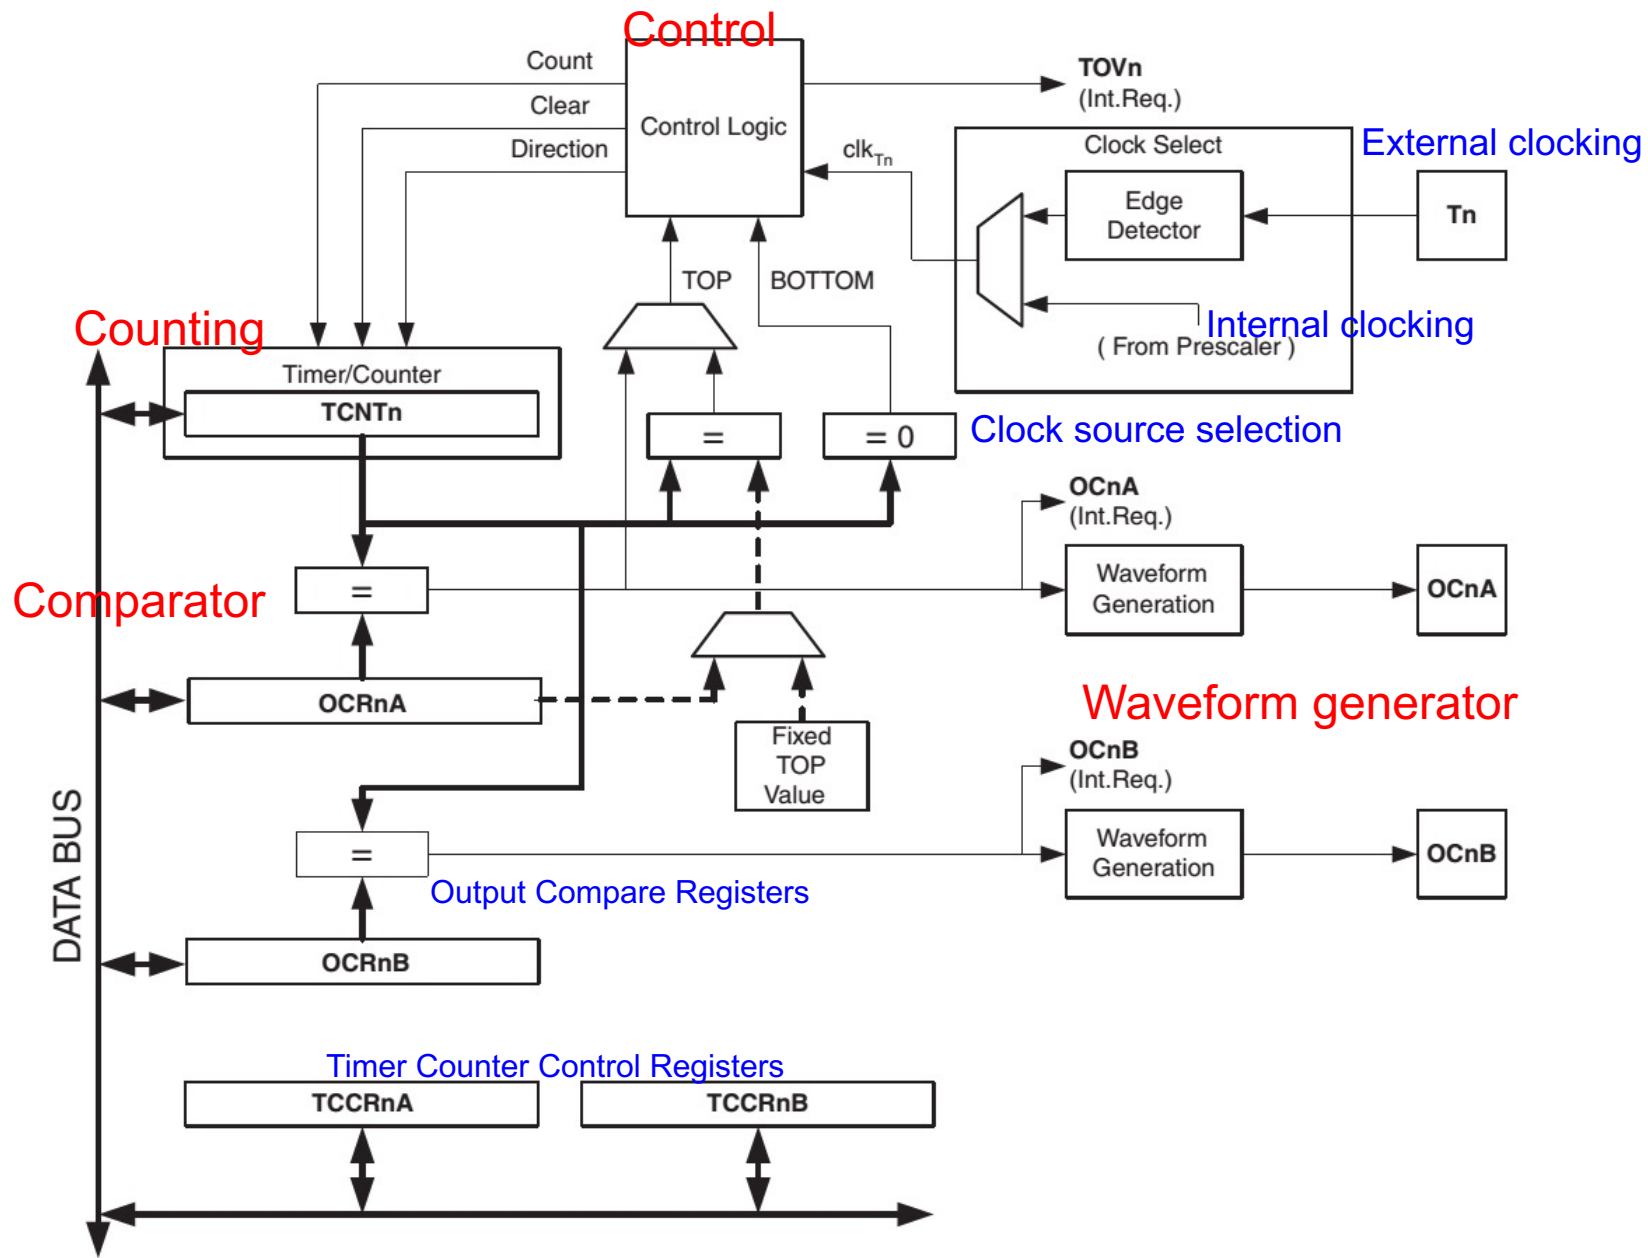 Control
Count
Clear
Direction
Control Logic
TOVn
(Int.Req.)
clkTn
Clock Select
External clocking
Edge
Detector
Tn
TOP
BOTTOM
Internal clocking
( From Prescaler )
Counting
Timer/Counter
TCNTn
=
= 0
Clock source selection
OCnA
(Int.Req.)
Comparator
=
Waveform
Generation
OCnA
OCRnA
Waveform generator
Fixed
TOP
Value
OCnB
(Int.Req.)
DATA BUS
=
Waveform
Generation
OCnB
Output Compare Registers
OCRnB
Timer Counter Control Registers
TCCRnA
TCCRnB